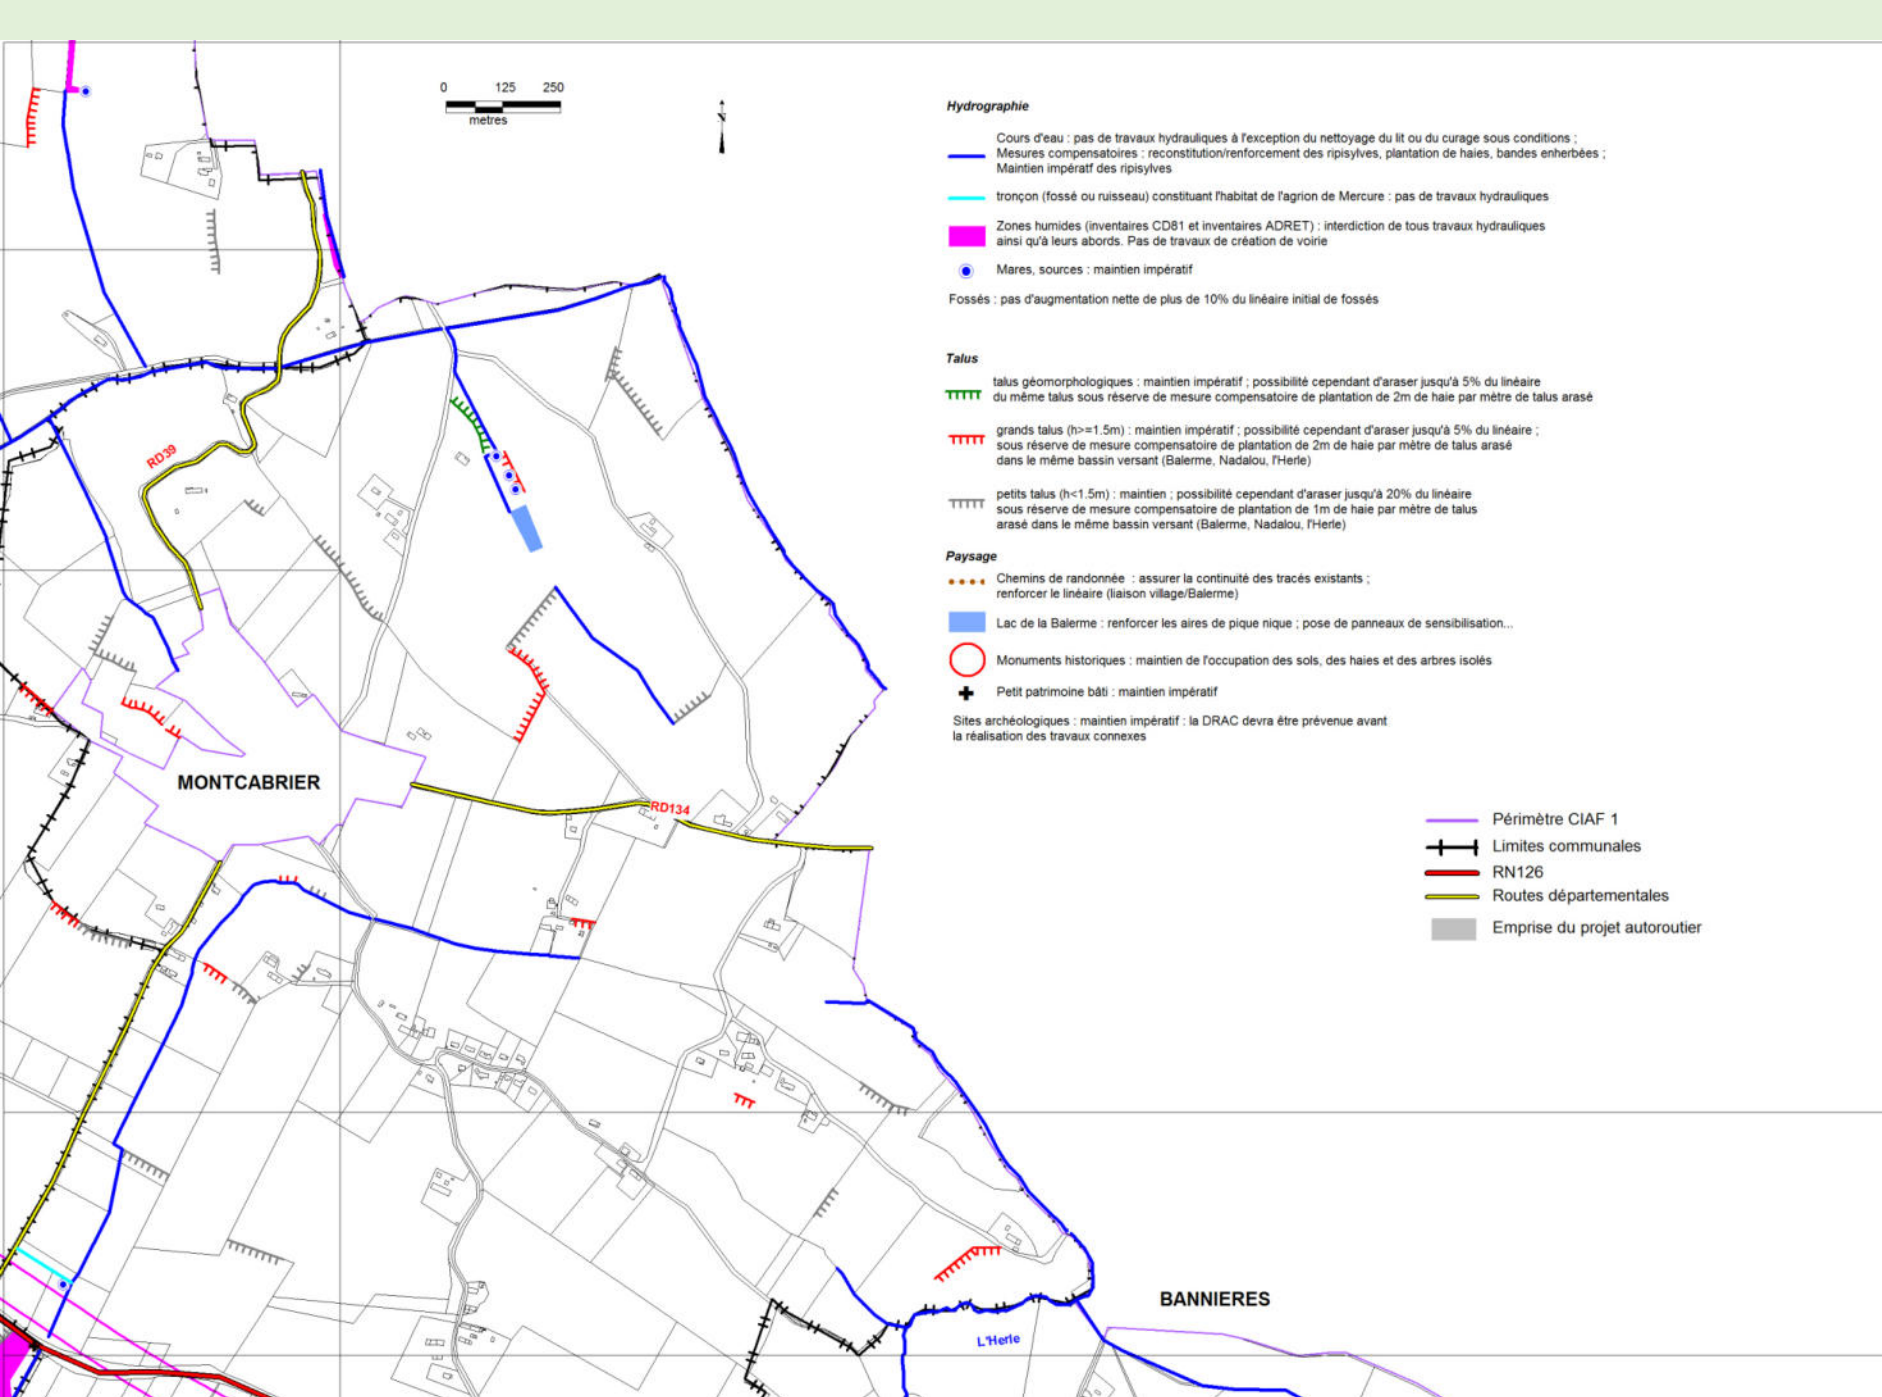 0 125 250
metres
N
Hydrographie
Cours d'eau : pas de travaux hydrauliques à l'exception du nettoyage du lit ou du curage sous conditions ;
Mesures compensatoires : reconstitution/renforcement des ripisylves, plantation de haies, bandes enherbées ;
Maintien impératf des ripisylves
tronçon (fossé ou ruisseau) constituant l'habitat de l'agrion de Mercure : pas de travaux hydrauliques
Zones humides (inventaires CD81 et inventaires ADRET) : interdiction de tous travaux hydrauliques
ainsi qu'à leurs abords. Pas de travaux de création de voirie
Mares, sources : maintien impératif
Fossés : pas d'augmentation nette de plus de 10% du linéaire initial de fossés
Talus
talus géomorphologiques : maintien impératif ; possibilité cependant d'araser jusqu'à 5% du linéaire
du même talus sous réserve de mesure compensatoire de plantation de 2m de haie par mètre de talus arasé
grands talus (h>=1.5m) : maintien impératif ; possibilité cependant d'araser jusqu'à 5% du linéaire ;
sous réserve de mesure compensatoire de plantation de 2m de haie par mètre de talus arasé
dans le même bassin versant (Balerme, Nadalou, l'Herle)
petits talus (h<1.5m) : maintien ; possibilité cependant d'araser jusqu'à 20% du linéaire
sous réserve de mesure compensatoire de plantation de 1m de haie par mètre de talus
arasé dans le même bassin versant (Balerme, Nadalou, l'Herle)
Paysage
Chemins de randonnée : assurer la continuité des tracés existants ;
renforcer le linéaire (liaison village/Balerme)
Lac de la Balerme : renforcer les aires de pique nique ; pose de panneaux de sensibilisation...
Monuments historiques : maintien de l'occupation des sols, des haies et des arbres isolés
Petit patrimoine bâti : maintien impératif
Sites archéologiques : maintien impératif : la DRAC devra être prévenue avant
la réalisation des travaux connexes
Périmètre CIAF 1
Limites communales
RN126
Routes départementales
Emprise du projet autoroutier
RD39
MONTCABRIER
RD134
BANNIERES
L'Herle